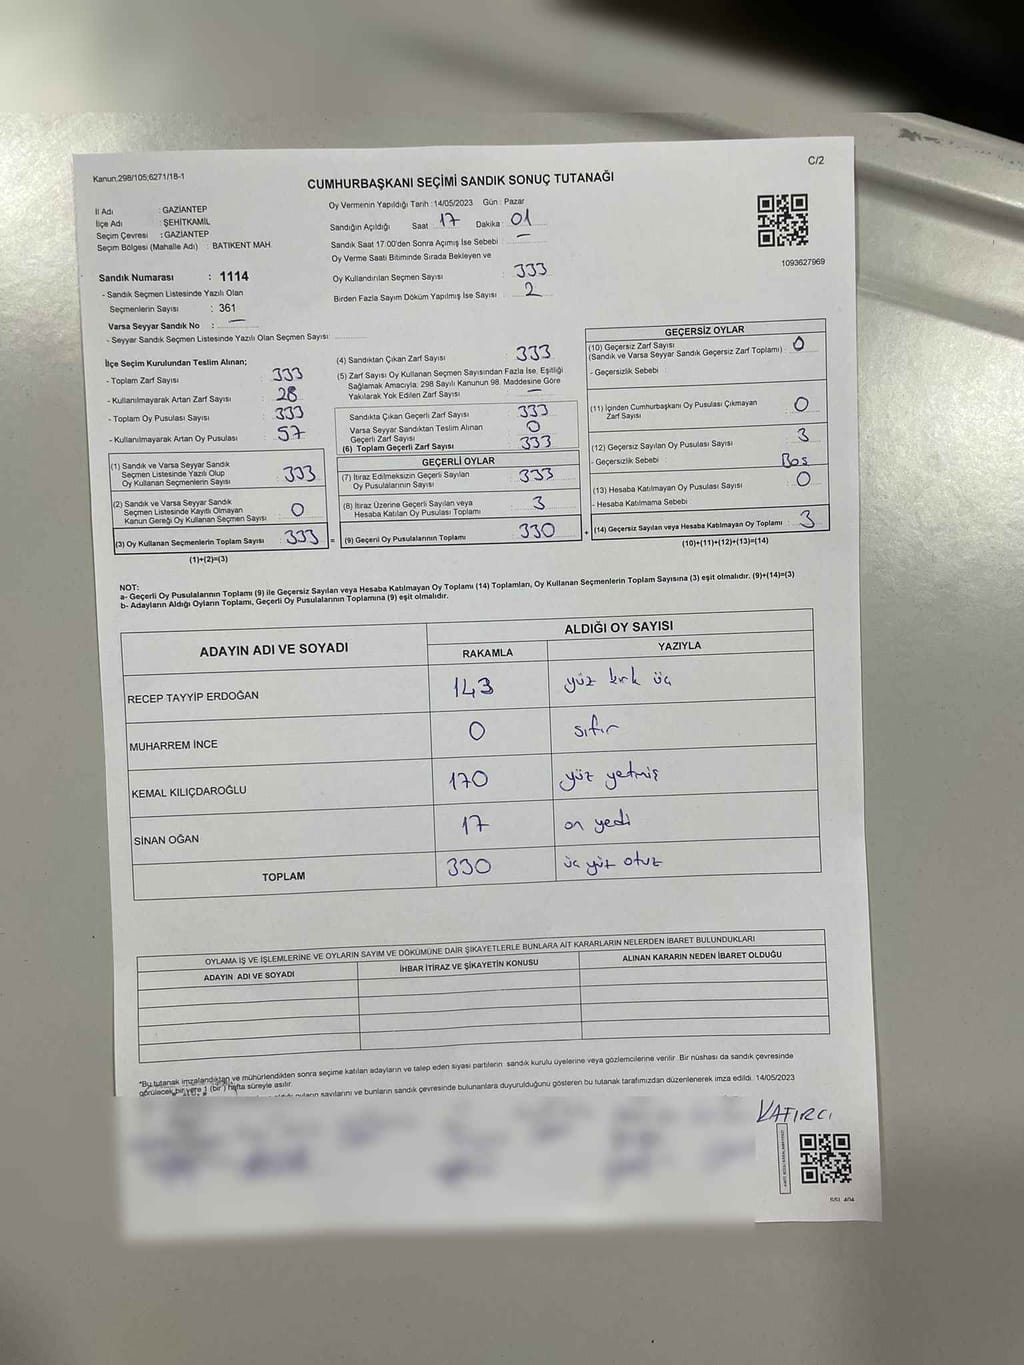 Kanun;298/105;6271/18-1
C/2
CUMHURBAŞKANI SEÇİMİ SANDIK SONUÇ TUTANAĞI
İl Adı : GAZİANTEP
İlçe Adı : ŞEHİTKAMİL
Seçim Çevresi : GAZİANTEP
Seçim Bölgesi (Mahalle Adı) : BATIKENT MAH.
Oy Vermenin Yapıldığı Tarih : 14/05/2023 Gün : Pazar
Sandığın Açıldığı Saat 17 Dakika 01
Sandık Saat 17:00'den Sonra Açımış İse Sebebi —
Oy Verme Saati Bitiminde Sırada Bekleyen ve
Oy Kullandırılan Seçmen Sayısı : 333
Birden Fazla Sayım Döküm Yapılmış İse Sayısı 2
1093627969
Sandık Numarası : 1114
- Sandık Seçmen Listesinde Yazılı Olan
Seçmenlerin Sayısı : 361
Varsa Seyyar Sandık No : —
- Seyyar Sandık Seçmen Listesinde Yazılı Olan Seçmen Sayısı :
İlçe Seçim Kurulundan Teslim Alınan;
- Toplam Zarf Sayısı : 333
- Kullanılmayarak Artan Zarf Sayısı : 28
- Toplam Oy Pusulası Sayısı : 333
- Kullanılmayarak Artan Oy Pusulası : 57
(1) Sandık ve Varsa Seyyar Sandık
Seçmen Listesinde Yazılı Olup
Oy Kullanan Seçmenlerin Sayısı : 333
(2) Sandık ve Varsa Seyyar Sandık
Seçmen Listesinde Kayıtlı Olmayan
Kanun Gereği Oy Kullanan Seçmen Sayısı : 0
(3) Oy Kullanan Seçmenlerin Toplam Sayısı : 333 =
(1)+(2)=(3)
(4) Sandıktan Çıkan Zarf Sayısı : 333
(5) Zarf Sayısı Oy Kullanan Seçmen Sayısından Fazla İse, Eşitliği
Sağlamak Amacıyla; 298 Sayılı Kanunun 98. Maddesine Göre
Yakılarak Yok Edilen Zarf Sayısı : —
Sandıkta Çıkan Geçerli Zarf Sayısı : 333
Varsa Seyyar Sandıktan Teslim Alınan
Geçerli Zarf Sayısı : 0
(6) Toplam Geçerli Zarf Sayısı : 333
GEÇERLİ OYLAR
(7) İtiraz Edilmeksizin Geçerli Sayılan
Oy Pusulalarının Sayısı : 333
(8) İtiraz Üzerine Geçerli Sayılan veya
Hesaba Katılan Oy Pusulası Toplamı : 3
(9) Geçerli Oy Pusulalarının Toplamı : 330 +
GEÇERSİZ OYLAR
(10) Geçersiz Zarf Sayısı : 0
(Sandık ve Varsa Seyyar Sandık Geçersiz Zarf Toplamı)
- Geçersizlik Sebebi :
(11) İçinden Cumhurbaşkanı Oy Pusulası Çıkmayan
Zarf Sayısı : 0
(12) Geçersiz Sayılan Oy Pusulası Sayısı : 3
- Geçersizlik Sebebi : Boş
(13) Hesaba Katılmayan Oy Pusulası Sayısı : 0
- Hesaba Katılmama Sebebi :
(14) Geçersiz Sayılan veya Hesaba Katılmayan Oy Toplamı : 3
(10)+(11)+(12)+(13)=(14)
NOT:
a- Geçerli Oy Pusulalarının Toplamı (9) ile Geçersiz Sayılan veya Hesaba Katılmayan Oy Toplamı (14) Toplamları, Oy Kullanan Seçmenlerin Toplam Sayısına (3) eşit olmalıdır. (9)+(14)=(3)
b- Adayların Aldığı Oyların Toplamı, Geçerli Oy Pusulalarının Toplamına (9) eşit olmalıdır.
ADAYIN ADI VE SOYADI ALDIĞI OY SAYISI
RAKAMLA YAZIYLA
RECEP TAYYİP ERDOĞAN 143 yüz kırk üç
MUHARREM İNCE 0 sıfır
KEMAL KILIÇDAROĞLU 170 yüz yetmiş
SİNAN OĞAN 17 on yedi
TOPLAM 330 üç yüz otuz
OYLAMA İŞ VE İŞLEMLERİNE VE OYLARIN SAYIM VE DÖKÜMÜNE DAİR ŞİKAYETLERLE BUNLARA AİT KARARLARIN NELERDEN İBARET BULUNDUKLARI
ADAYIN ADI VE SOYADI İHBAR İTİRAZ VE ŞİKAYETİN KONUSU ALINAN KARARIN NEDEN İBARET OLDUĞU
*Bu tutanak imzalandıktan ve mühürlendikten sonra seçime katılan adayların ve talep eden siyasi partilerin sandık kurulu üyelerine veya gözlemcilerine verilir. Bir nüshası da sandık çevresinde
görülecek bir yere 1 (bir) hafta süreyle asılır.
sayılarını ve bunların sandık çevresinde bulunanlara duyurulduğunu gösteren bu tutanak tarafımızdan düzenlenerek imza edildi. 14/05/2023
KATIRCI